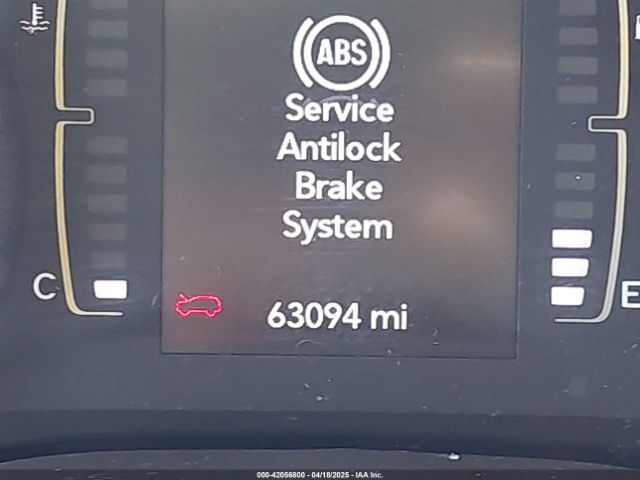 ABS
Service
Antilock
Brake
System
C
E
63094 mi
000-42056800 - 04/18/2025 - IAA Inc.